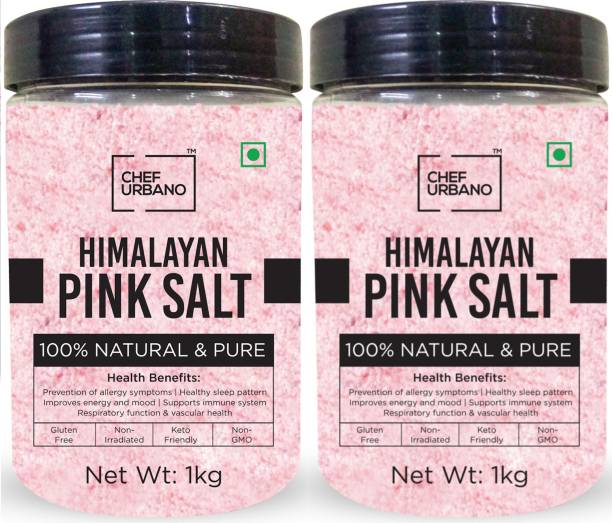 CHEF
URBANO
TM
HIMALAYAN
PINK SALT
100% NATURAL & PURE
Health Benefits:
Prevention of allergy symptoms | Healthy sleep pattern
Improves energy and mood | Supports immune system
Respiratory function & vascular health
Gluten Free
Non-Irradiated
Keto Friendly
Non-GMO
Net Wt: 1kg
CHEF
URBANO
TM
HIMALAYAN
PINK SALT
100% NATURAL & PURE
Health Benefits:
Prevention of allergy symptoms | Healthy sleep pattern
Improves energy and mood | Supports immune system
Respiratory function & vascular health
Gluten Free
Non-Irradiated
Keto Friendly
Non-GMO
Net Wt: 1kg